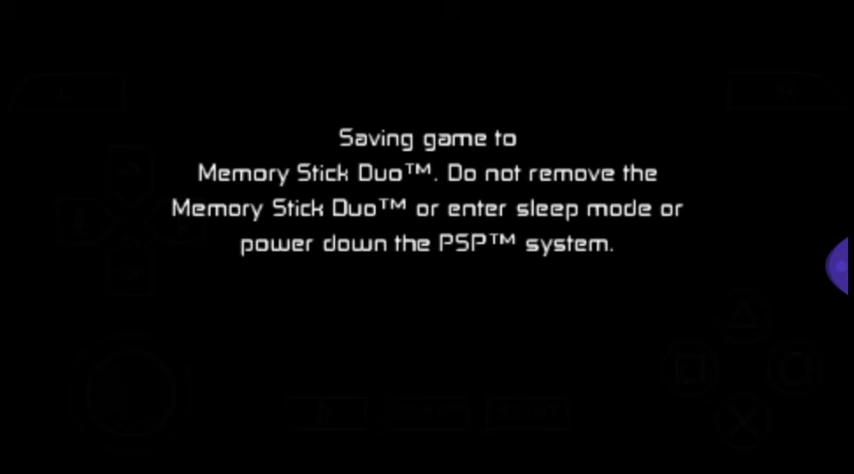 Saving game to
Memory Stick Duo™. Do not remove the
Memory Stick Duo™ or enter sleep mode or
power down the PSP™ system.